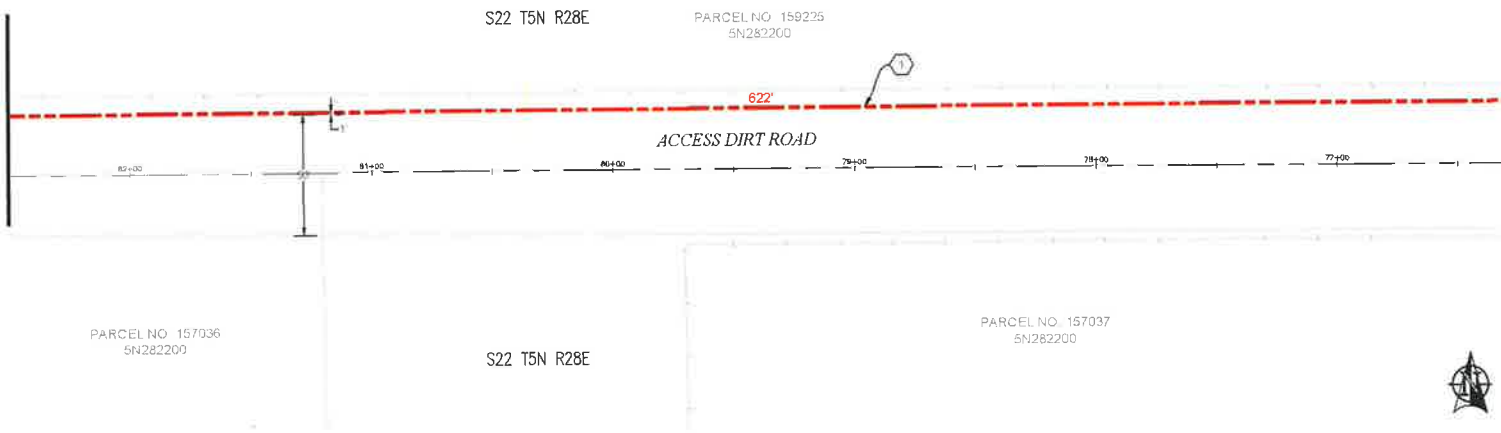 S22 T5N R28E
PARCEL NO 159225
5N282200
1
622'
1'
ACCESS DIRT ROAD
82+00
81+00
80+00
79+00
78+00
77+00
PARCEL NO 157036
5N282200
S22 T5N R28E
PARCEL NO. 157037
5N282200
N